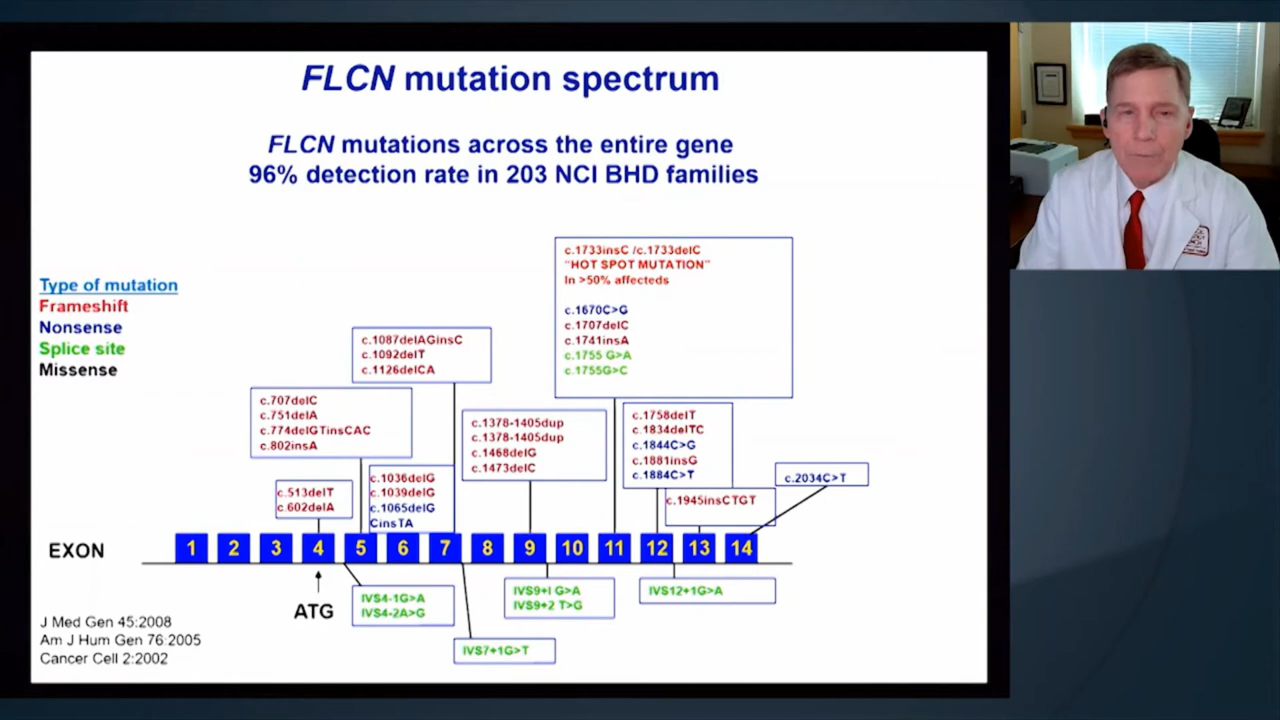 FLCN mutation spectrum
FLCN mutations across the entire gene
96% detection rate in 203 NCI BHD families
Type of mutation
Frameshift
Nonsense
Splice site
Missense
c.1733insC /c.1733delC
"HOT SPOT MUTATION"
In >50% affecteds
c.1670C>G
c.1707delC
c.1741insA
c.1755 G>A
c.1755G>C
c.1087delAGinsC
c.1092delT
c.1126delCA
c.707delC
c.751delA
c.774delGTinsCAC
c.802insA
c.1378-1405dup
c.1378-1405dup
c.1468delG
c.1473delC
c.1758delT
c.1834delTC
c.1844C>G
c.1881insG
c.1884C>T
c.513delT
c.602delA
c.1036delG
c.1039delG
c.1065delG
CinsTA
c.1945insCTGT
c.2034C>T
EXON
1 2 3 4 5 6 7 8 9 10 11 12 13 14
ATG
IVS4-1G>A
IVS4-2A>G
IVS7+1G>T
IVS9+I G>A
IVS9+2 T>G
IVS12+1G>A
J Med Gen 45:2008
Am J Hum Gen 76:2005
Cancer Cell 2:2002